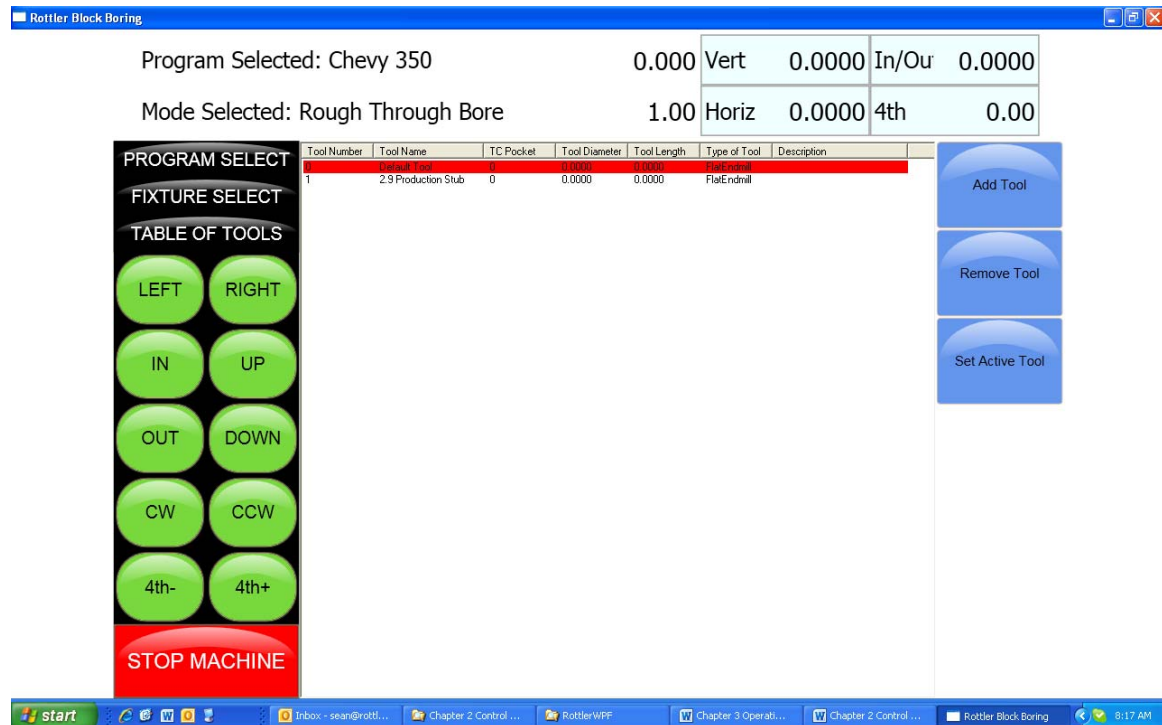 Rottler Block Boring
Program Selected: Chevy 350 0.000 Vert 0.0000 In/Ou 0.0000
Mode Selected: Rough Through Bore 1.00 Horiz 0.0000 4th 0.00
PROGRAM SELECT
FIXTURE SELECT
TABLE OF TOOLS
LEFT RIGHT
IN UP
OUT DOWN
CW CCW
4th- 4th+
STOP MACHINE
Tool Number Tool Name TC Pocket Tool Diameter Tool Length Type of Tool Description
0 Default Tool 0 0.0000 0.0000 FlatEndmill
1 2.9 Production Stub 0 0.0000 0.0000 FlatEndmill
Add Tool
Remove Tool
Set Active Tool
start Inbox - sean@rottl... Chapter 2 Control ... RottlerWPF Chapter 3 Operati... Chapter 2 Control ... Rottler Block Boring 8:17 AM